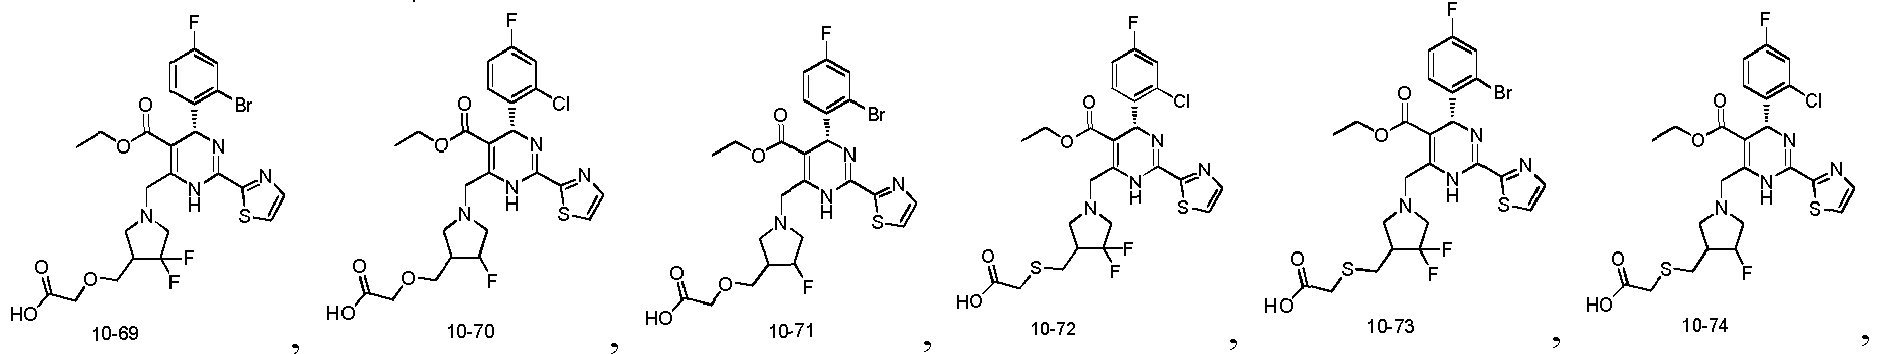 F F F F F F
Br Cl Br Cl Br Cl
O O O O O O
O O O O O O
N N N N N N
N N N N N N
N N N N N N
H H H H H H
S S S S S S
N N N N N N
O F O O S F S F S
O F F O F O F O F O F
HO HO HO HO HO HO
10-69 , 10-70 , 10-71 , 10-72 , 10-73 , 10-74 ,